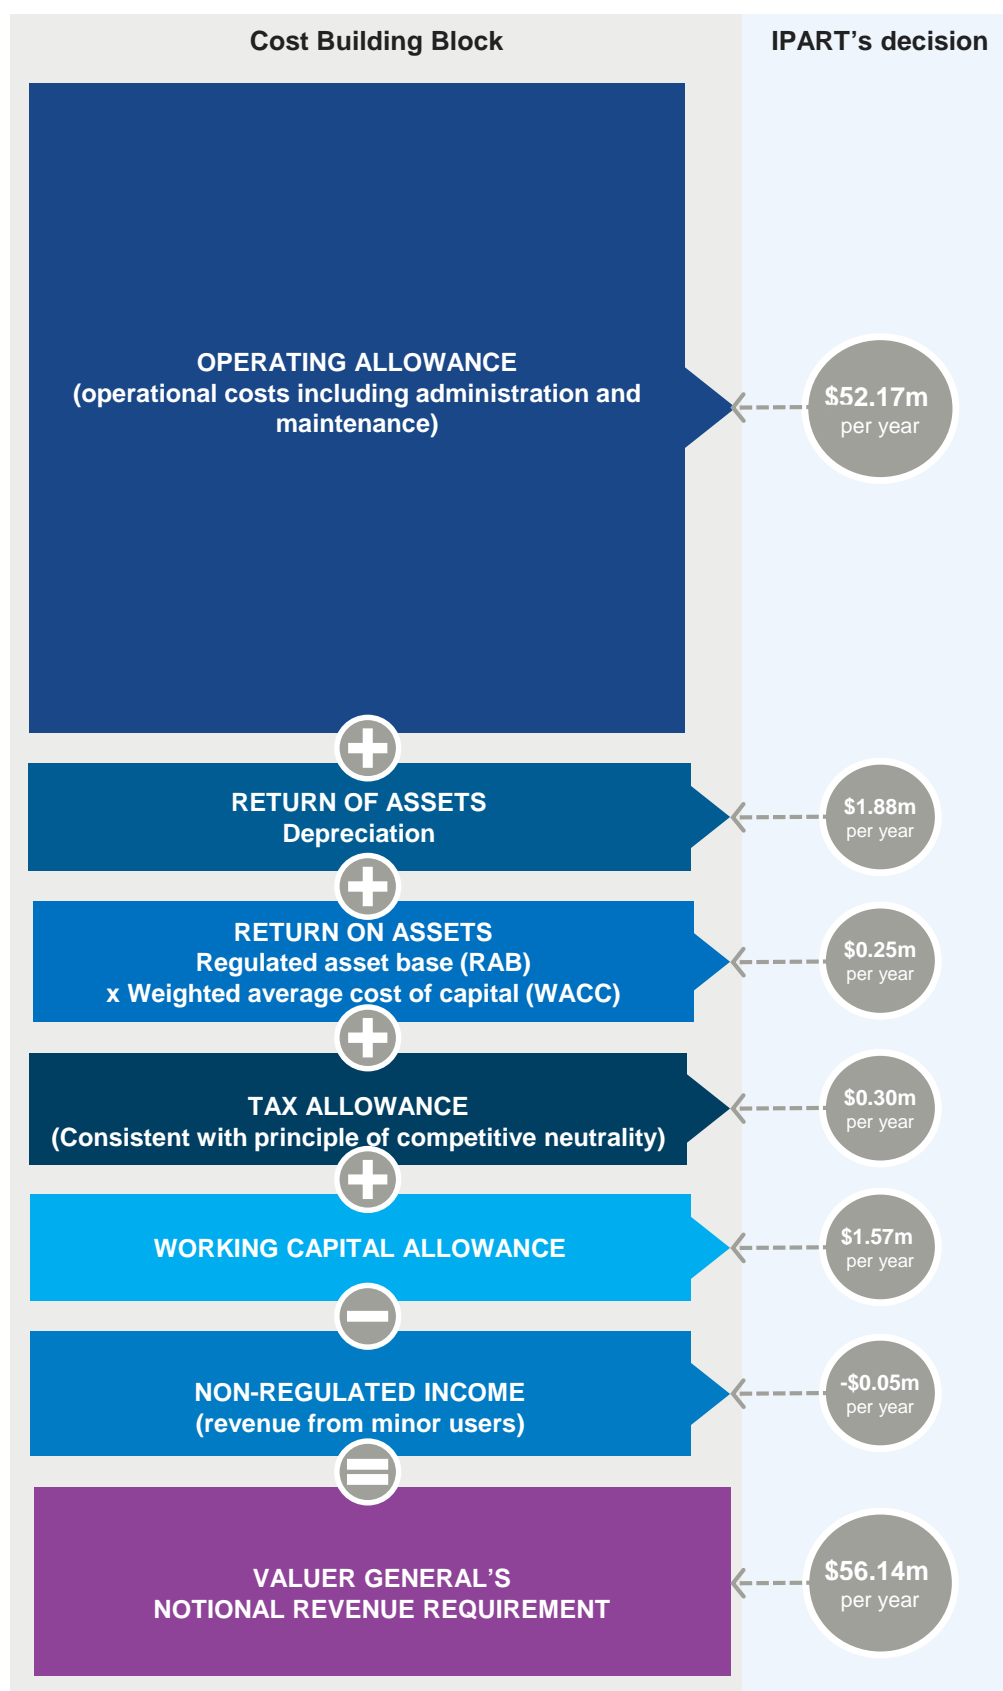 Cost Building Block
IPART’s decision
OPERATING ALLOWANCE
(operational costs including administration and
maintenance)
$52.17m
per year
RETURN OF ASSETS
Depreciation
$1.88m
per year
RETURN ON ASSETS
Regulated asset base (RAB)
x Weighted average cost of capital (WACC)
$0.25m
per year
TAX ALLOWANCE
(Consistent with principle of competitive neutrality)
$0.30m
per year
WORKING CAPITAL ALLOWANCE
$1.57m
per year
NON-REGULATED INCOME
(revenue from minor users)
-$0.05m
per year
VALUER GENERAL’S
NOTIONAL REVENUE REQUIREMENT
$56.14m
per year